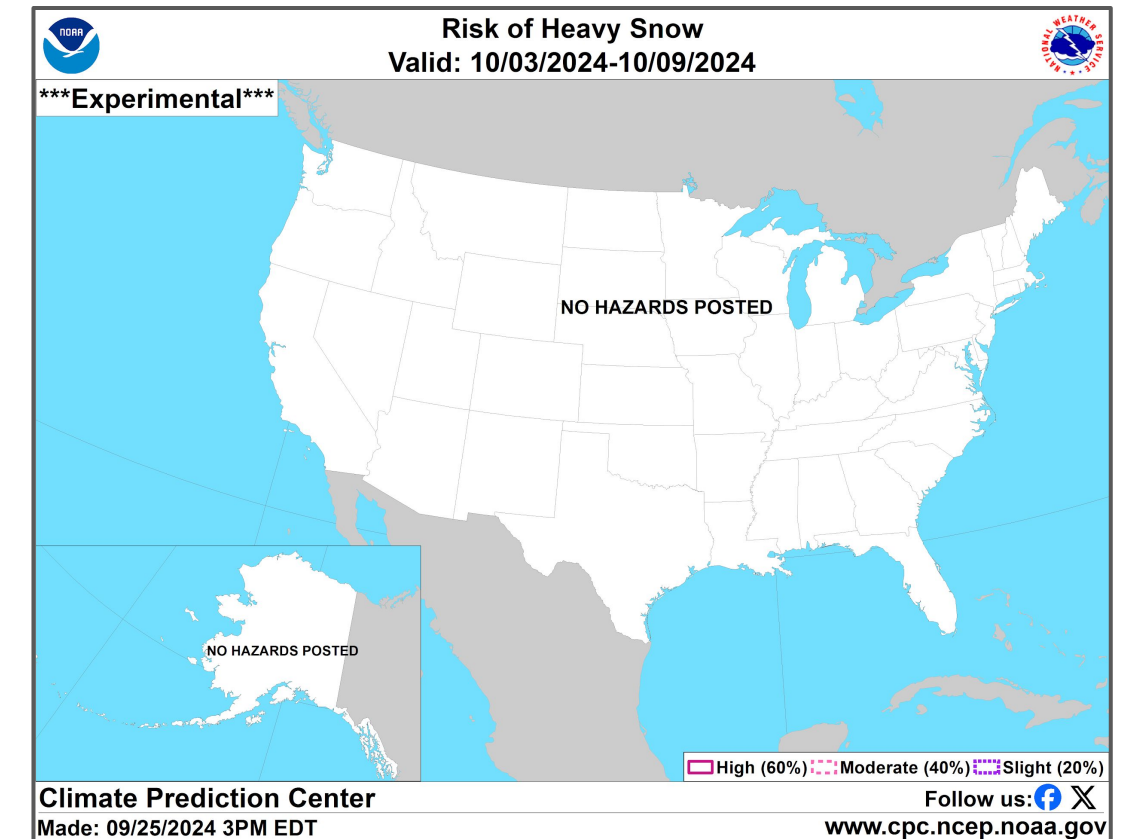 NOAA
Risk of Heavy Snow
Valid: 10/03/2024-10/09/2024
NATIONAL WEATHER SERVICE
***Experimental***
NO HAZARDS POSTED
NO HAZARDS POSTED
High (60%) Moderate (40%) Slight (20%)
Climate Prediction Center
Follow us:
Made: 09/25/2024 3PM EDT
www.cpc.ncep.noaa.gov